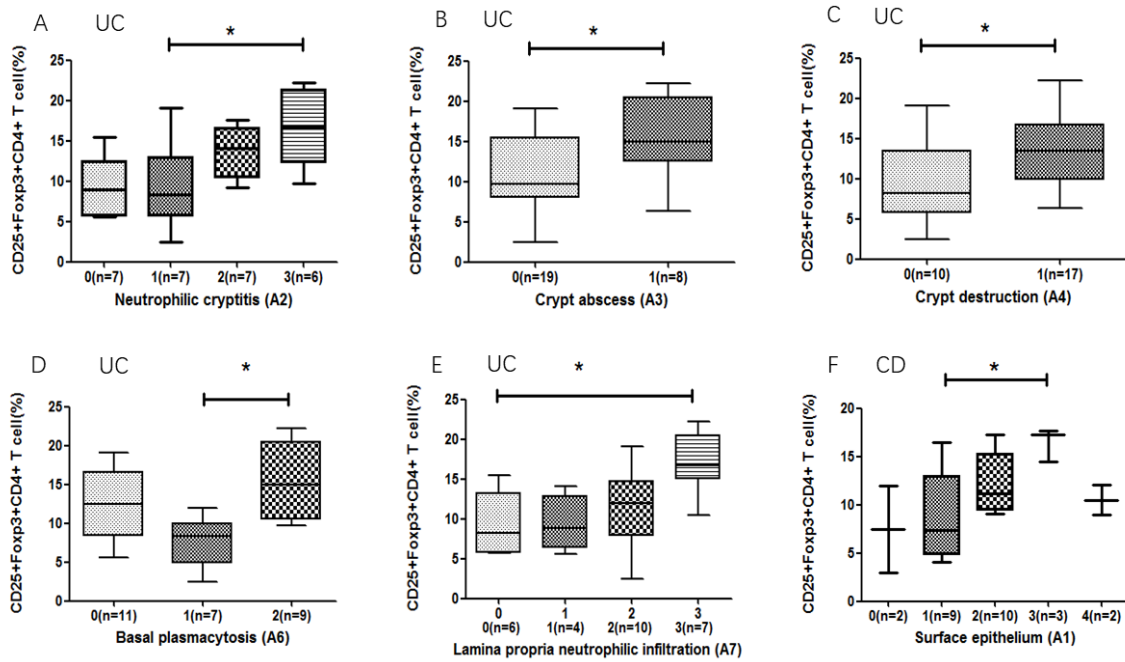 A UC
*
CD25+Foxp3+CD4+ T cell(%)
25
20
15
10
5
0
0(n=7) 1(n=7) 2(n=7) 3(n=6)
Neutrophilic cryptitis (A2)
B UC
*
CD25+Foxp3+CD4+ T cell(%)
25
20
15
10
5
0
0(n=19) 1(n=8)
Crypt abscess (A3)
C UC
*
CD25+Foxp3+CD4+ T cell(%)
25
20
15
10
5
0
0(n=10) 1(n=17)
Crypt destruction (A4)
D UC
*
CD25+Foxp3+CD4+ T cell(%)
25
20
15
10
5
0
0(n=11) 1(n=7) 2(n=9)
Basal plasmacytosis (A6)
E UC
*
CD25+Foxp3+CD4+ T cell(%)
25
20
15
10
5
0
0 1 2 3
0(n=6) 1(n=4) 2(n=10) 3(n=7)
Lamina propria neutrophilic infiltration (A7)
F CD
*
CD25+Foxp3+CD4+ T cell(%)
20
15
10
5
0
0(n=2) 1(n=9) 2(n=10) 3(n=3) 4(n=2)
Surface epithelium (A1)